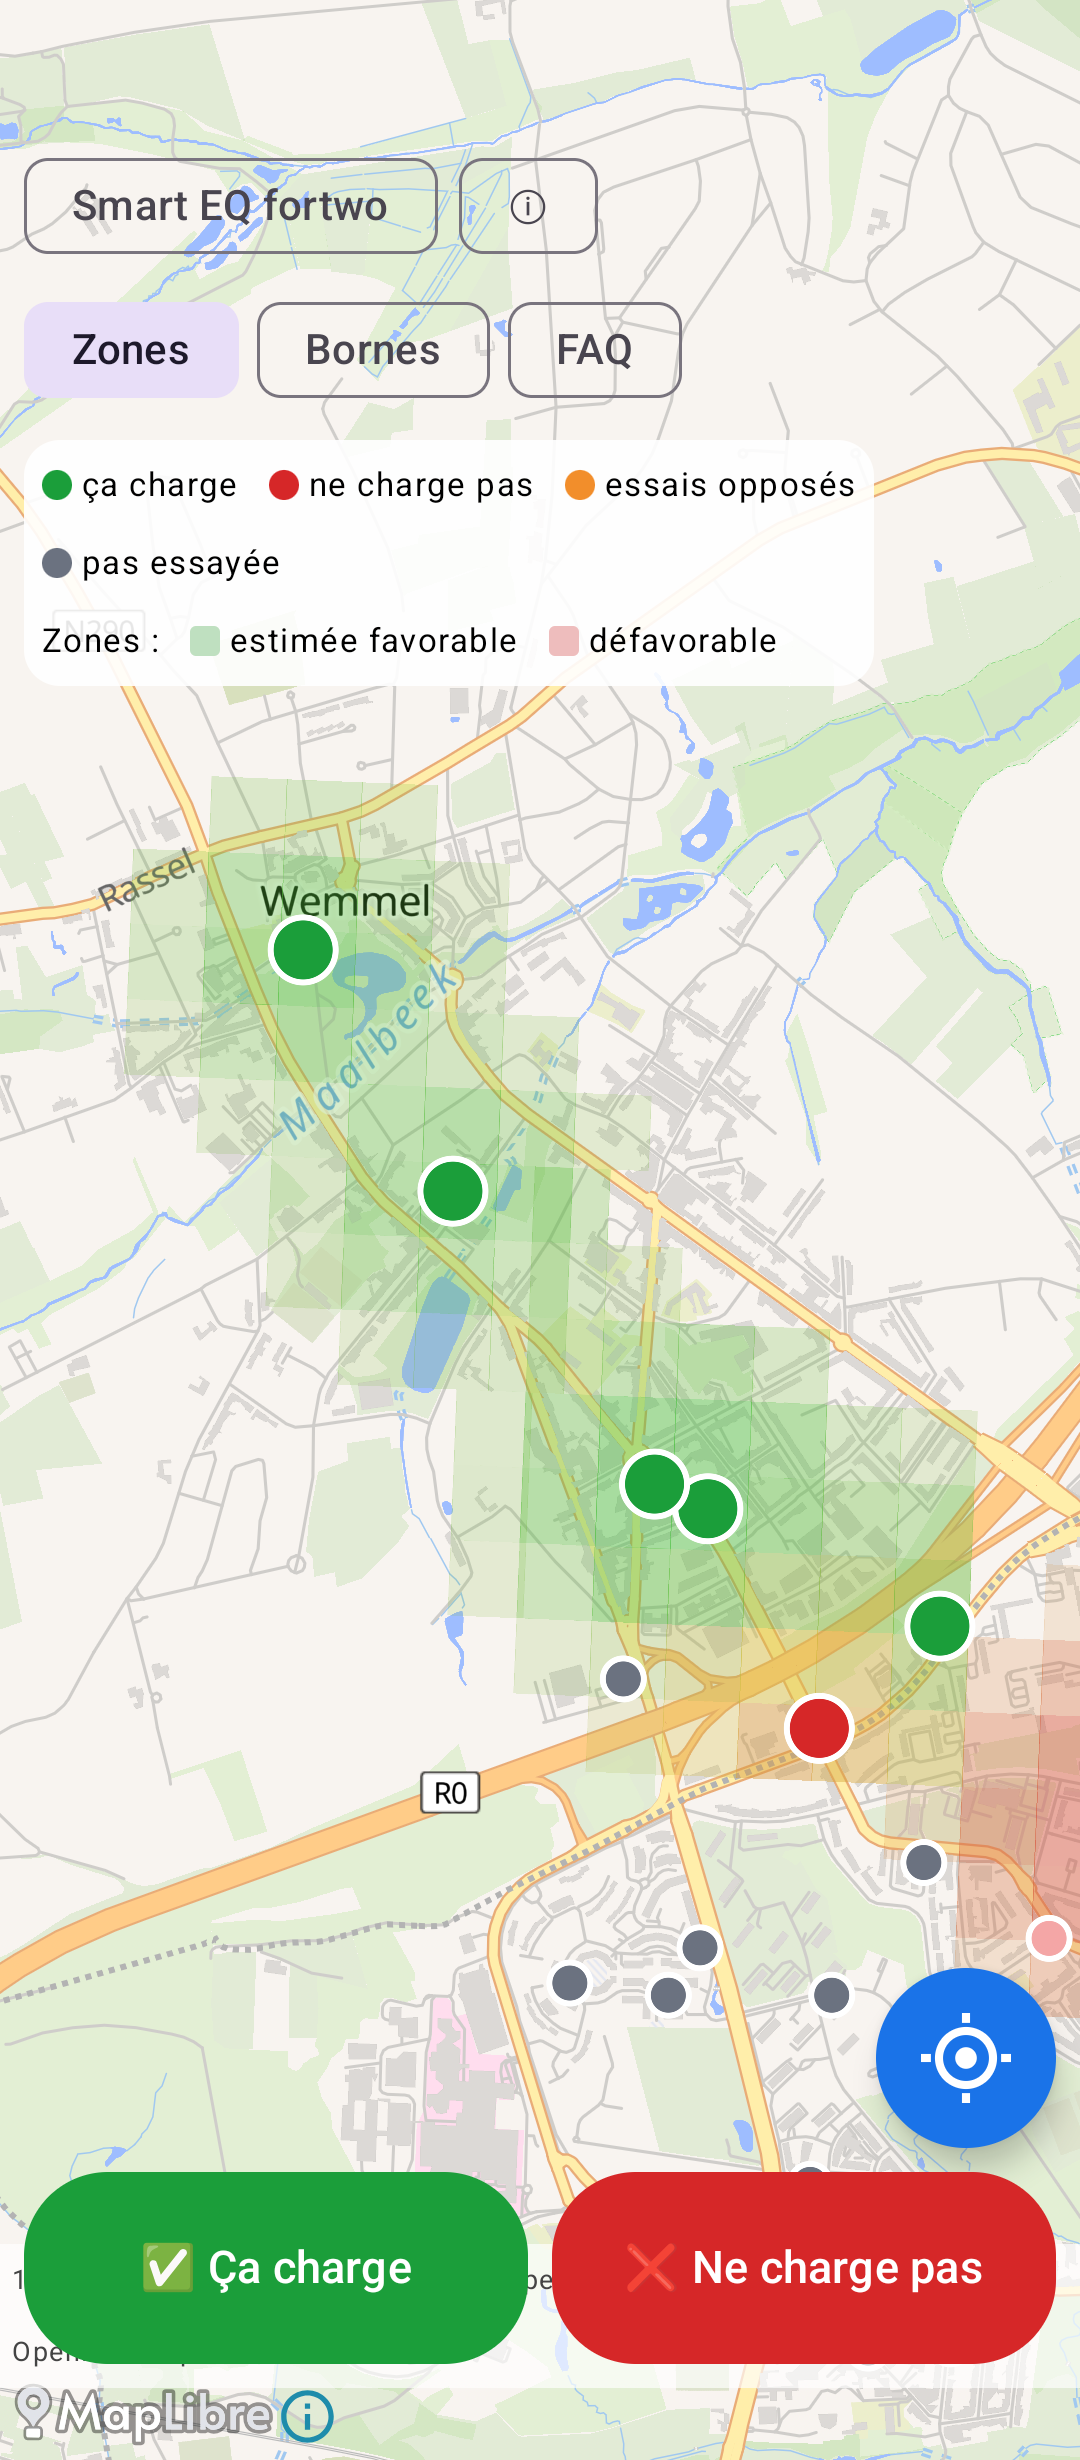 Smart EQ fortwo
Zones Bornes FAQ
ça charge ne charge pas essais opposés
pas essayée
N290
Zones : estimée favorable défavorable
Rassel
Wemmel
Maalbeek
R0
✅ Ça charge ❌ Ne charge pas
MapLibre